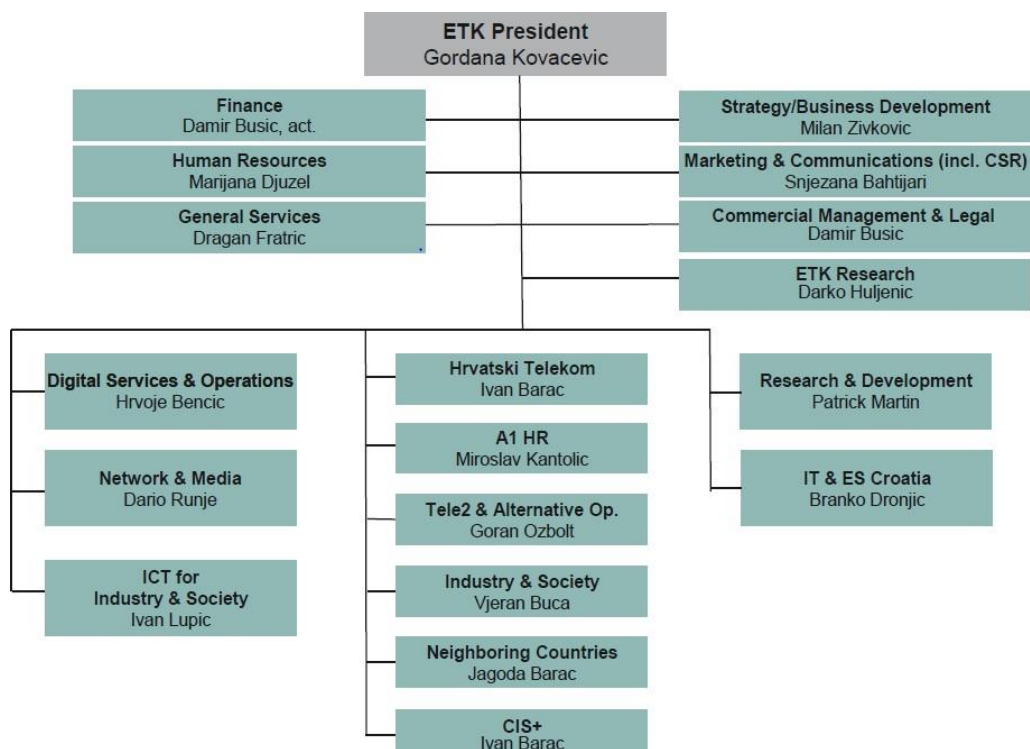 ETK President
Gordana Kovacevic
Finance
Damir Busic, act.
Strategy/Business Development
Milan Zivkovic
Human Resources
Marijana Djuzel
Marketing & Communications (incl. CSR)
Snjezana Bahtijari
General Services
Dragan Fratric
Commercial Management & Legal
Damir Busic
ETK Research
Darko Huljenic
Digital Services & Operations
Hrvoje Bencic
Network & Media
Dario Runje
ICT for
Industry & Society
Ivan Lupic
Hrvatski Telekom
Ivan Barac
A1 HR
Miroslav Kantolic
Tele2 & Alternative Op.
Goran Ozbolt
Industry & Society
Vjeran Buca
Neighboring Countries
Jagoda Barac
CIS+
Ivan Barac
Research & Development
Patrick Martin
IT & ES Croatia
Branko Dronjic